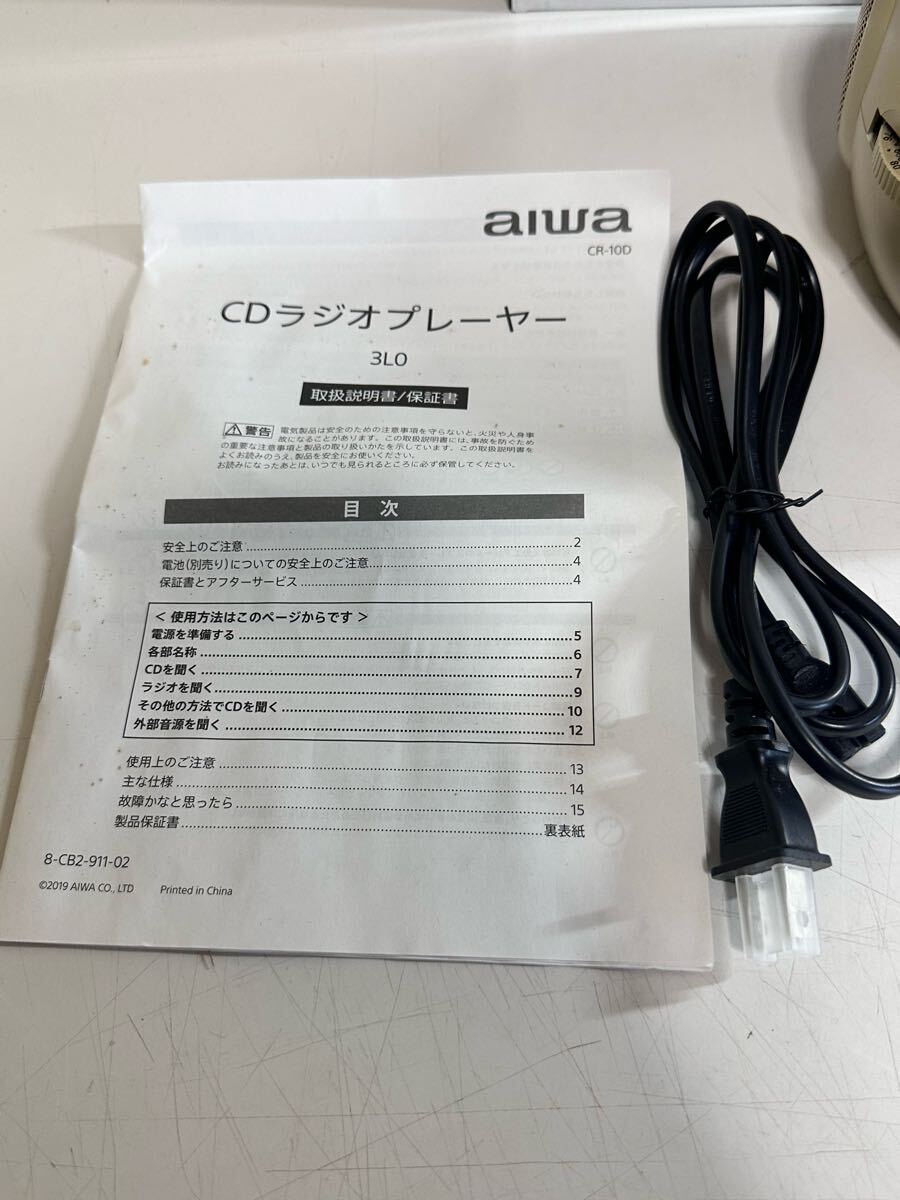 aiwa
CR-10D
CDラジオプレーヤー
3L0
取扱説明書/保証書
警告 電気製品は安全のための注意事項を守らないと、火災や人身事
故になることがあります。この取扱説明書には、事故を防ぐため
の重要な注意事項と製品の取り扱いかたを示しています。この取扱説明書を
よくお読みのうえ、製品を安全にお使いください。
お読みになったあとは、いつでも見られるところに必ず保管してください。
目 次
安全上のご注意 2
電池(別売り)についての安全上のご注意 4
保証書とアフターサービス 4
< 使用方法はこのページからです >
電源を準備する 5
各部名称 6
CDを聞く 7
ラジオを聞く 9
その他の方法でCDを聞く 10
外部音源を聞く 12
使用上のご注意 13
主な仕様 14
故障かなと思ったら 15
製品保証書 裏表紙
8-CB2-911-02
©2019 AIWA CO., LTD Printed in China